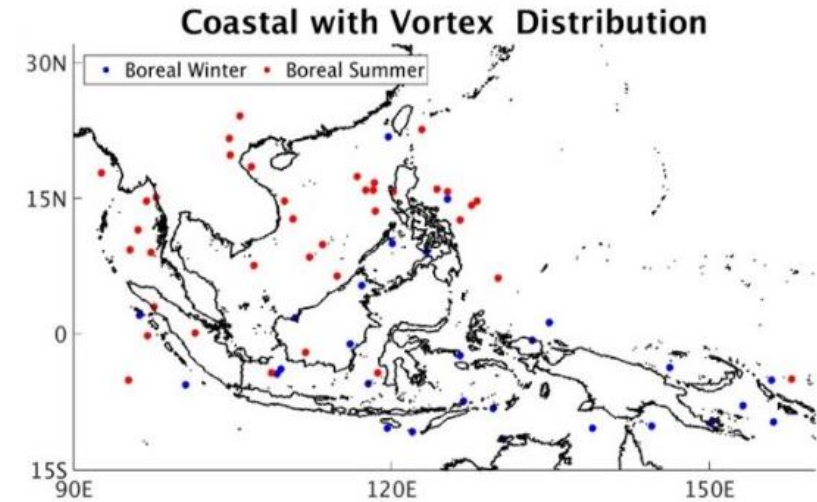 Coastal with Vortex Distribution
Boreal Winter Boreal Summer
30N
15N
0
15S
90E 120E 150E